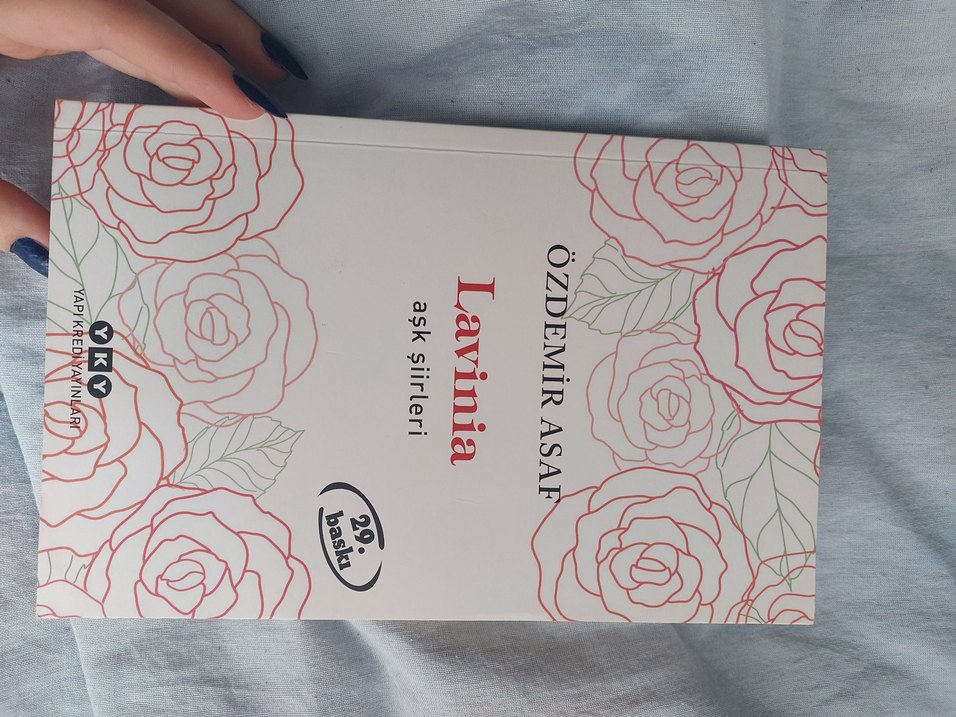 ÖZDEMİR ASAF
Lavinia
aşk şiirleri
29.
baskı
YKY
YAPI KREDİ YAYINLARI